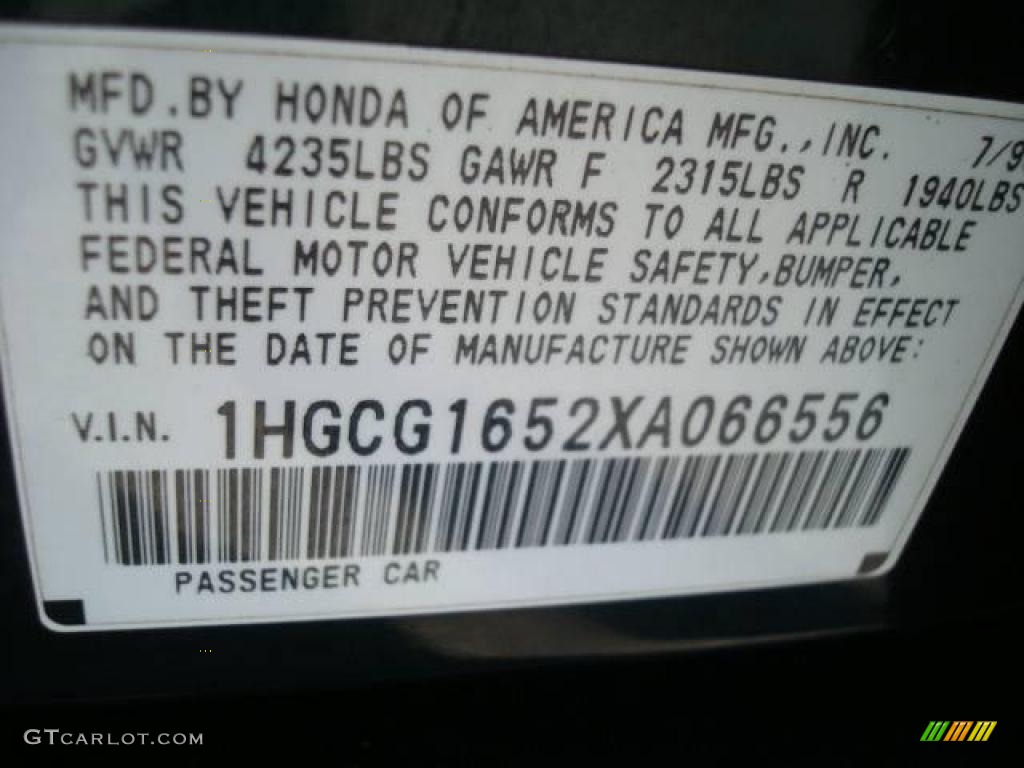 MFD.BY HONDA OF AMERICA MFG.,INC. 7/9
GVWR 4235LBS GAWR F 2315LBS R 1940LBS
THIS VEHICLE CONFORMS TO ALL APPLICABLE
FEDERAL MOTOR VEHICLE SAFETY,BUMPER,
AND THEFT PREVENTION STANDARDS IN EFFECT
ON THE DATE OF MANUFACTURE SHOWN ABOVE:
V.I.N. 1HGCG1652XA066556
PASSENGER CAR
GTCARLOT.COM